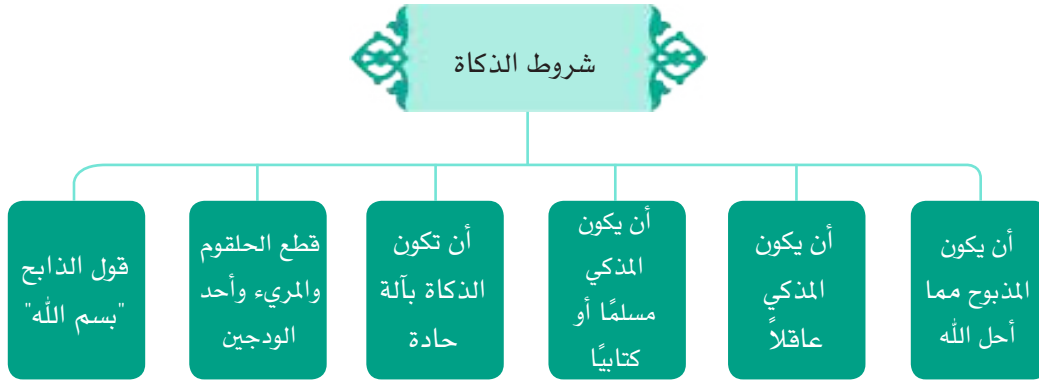 شروط الذكاة
أن يكون
المذبوح مما
أحل الله
أن يكون
المذكي
عاقلاً
أن يكون
المذكي
مسلمًا أو
كتابيًا
أن تكون
الذكاة بآلة
حادة
قطع الحلقوم
والمريء وأحد
الودجين
قول الذابح
"بسم الله"